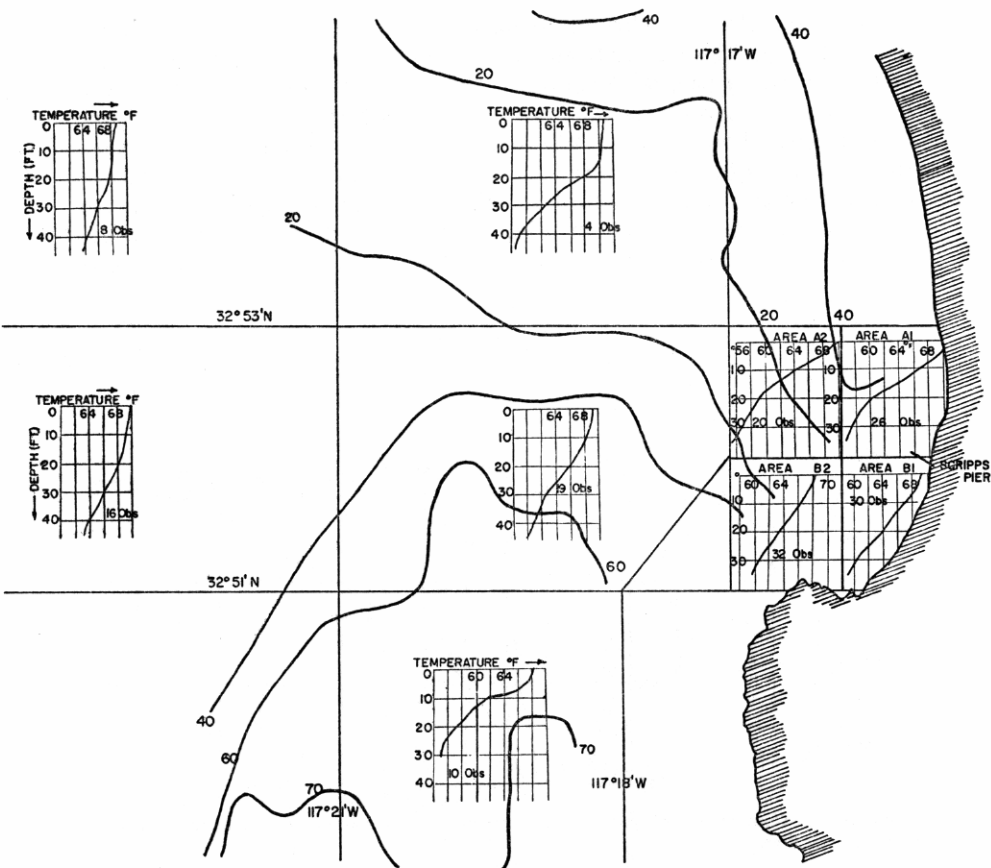 40
40
117° 17'W
20
TEMPERATURE °F
0 64 68
10
20
30
40
DEPTH (FT)
8 Obs
TEMPERATURE °F
0 64 68
10
20
30
40
4 Obs
20
32° 53'N
20 40
AREA A2
°56 60 64 68
10
20
30
20 Obs
AREA A1
60 64 °F 68
10
20
30
26 Obs
SCRIPPS
PIER
TEMPERATURE °F
0 64 68
10
20
30
40
DEPTH (FT)
16 Obs
0 64 68
10
20
30
40
19 Obs
AREA B2
60 64 70
10
20
30
32 Obs
AREA B1
60 64 68
30 Obs
60
32° 51' N
TEMPERATURE °F
0 60 64
10
20
30
40
10 Obs
40
60
70
70
117° 21'W
117° 18'W